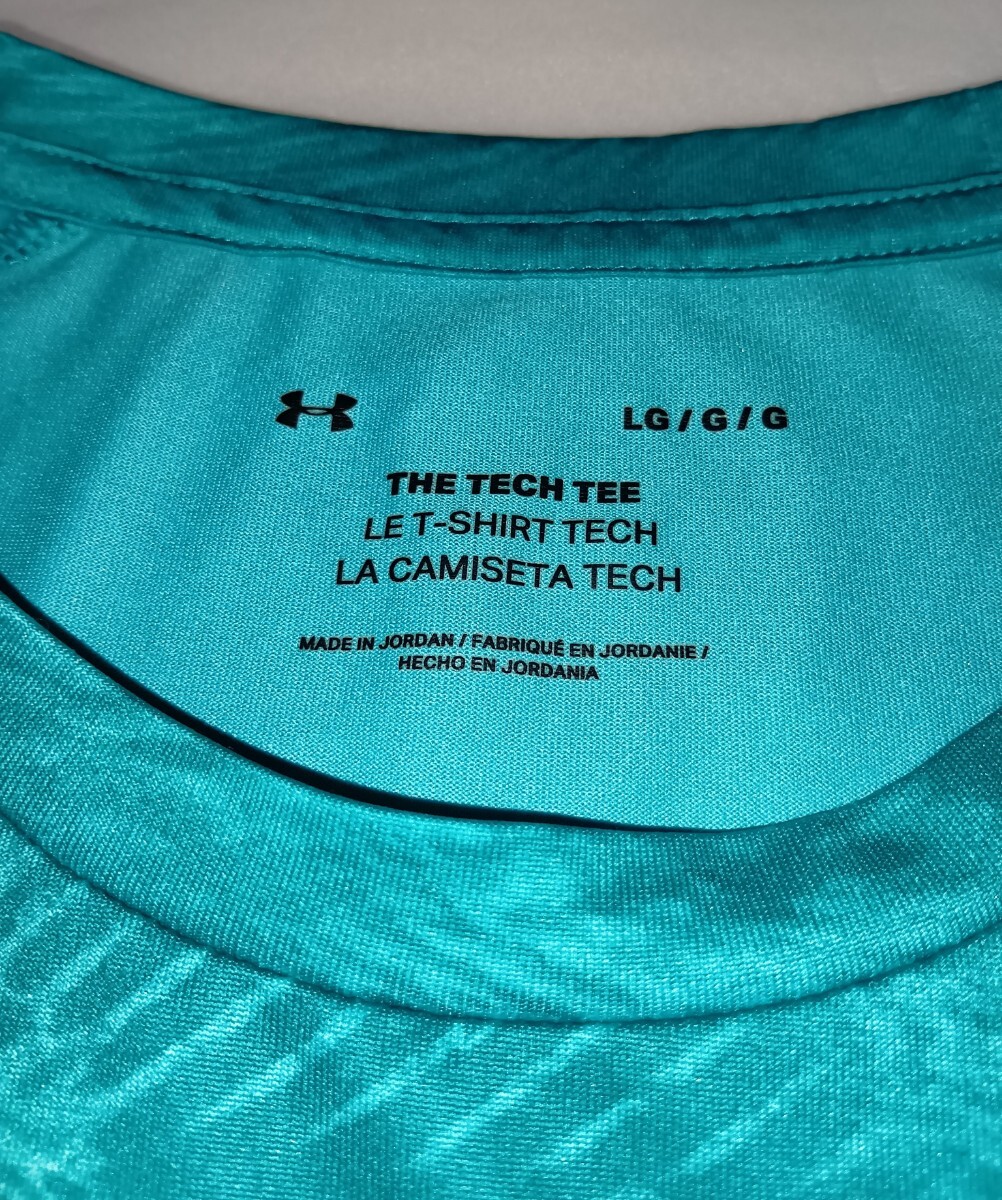 LG / G / G
THE TECH TEE
LE T-SHIRT TECH
LA CAMISETA TECH
MADE IN JORDAN / FABRIQUÉ EN JORDANIE /
HECHO EN JORDANIA